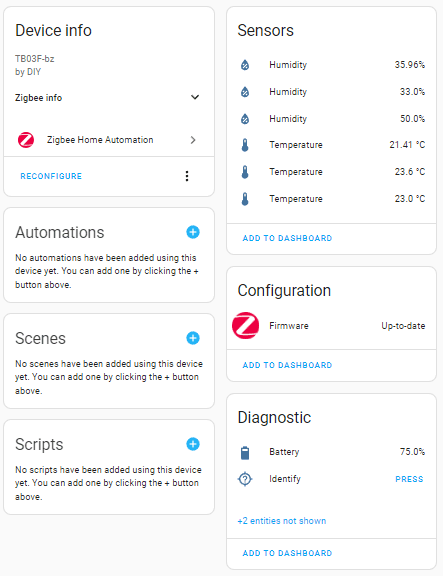 Device info
TB03F-bz
by DIY
Zigbee info
Zigbee Home Automation
RECONFIGURE
Automations
No automations have been added using this
device yet. You can add one by clicking the +
button above.
Scenes
No scenes have been added using this device
yet. You can add one by clicking the + button
above.
Scripts
No scripts have been added using this device
yet. You can add one by clicking the + button
above.
Sensors
Humidity 35.96%
Humidity 33.0%
Humidity 50.0%
Temperature 21.41 °C
Temperature 23.6 °C
Temperature 23.0 °C
ADD TO DASHBOARD
Configuration
Firmware Up-to-date
ADD TO DASHBOARD
Diagnostic
Battery 75.0%
Identify PRESS
+2 entities not shown
ADD TO DASHBOARD